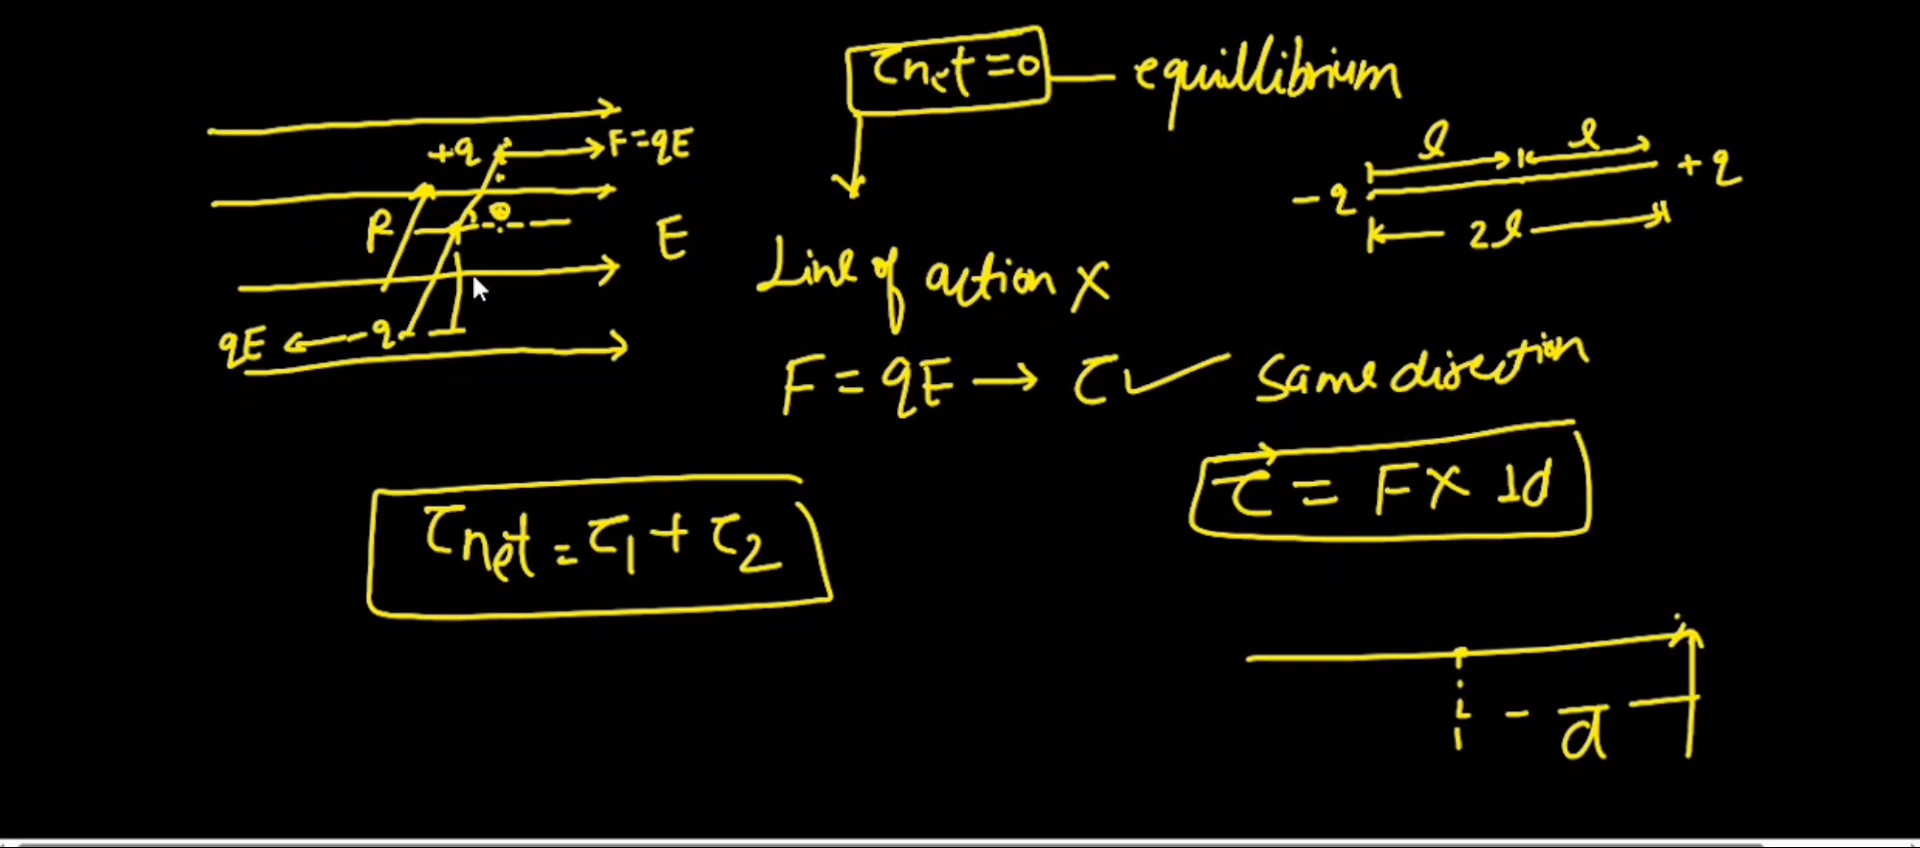 τnet = 0 — equillibrium
+q → F = qE
l l
-q +q
2l
P θ
E
Line of action X
qE ← -q
F = qE → τ ✓ Same direction
τ⃗ = F X ⊥d
τnet = τ1 + τ2
d